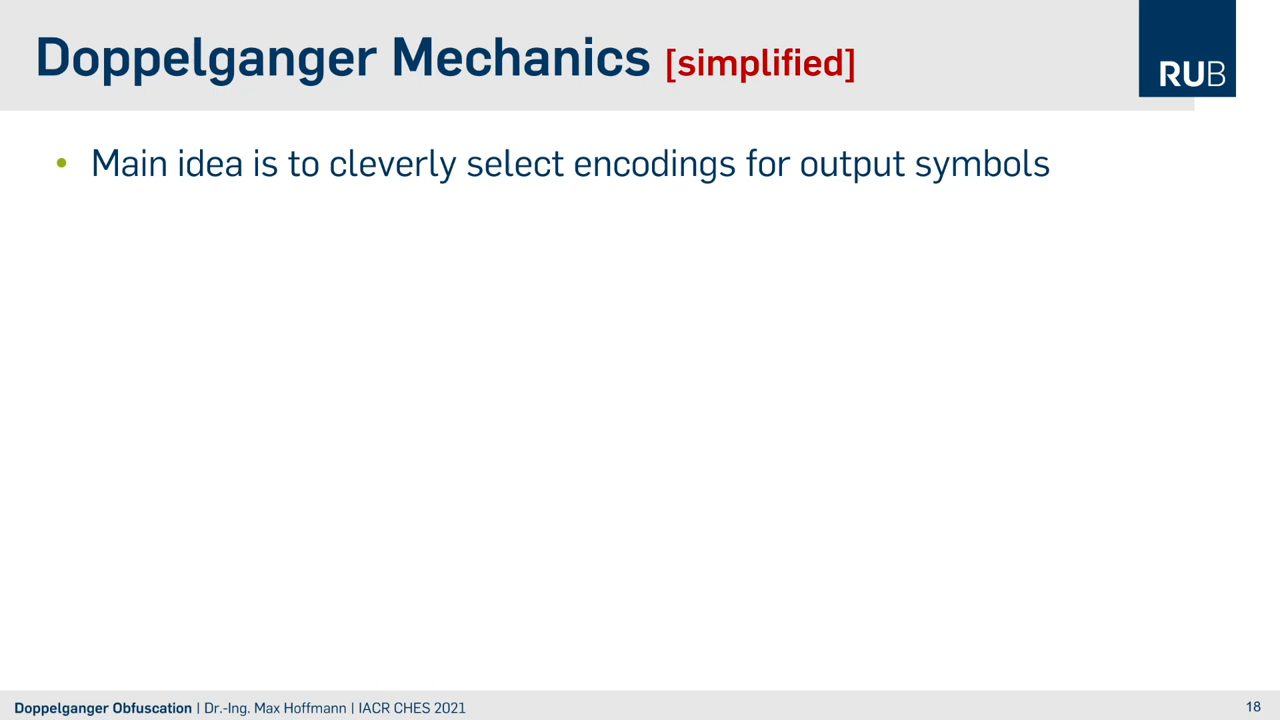 Doppelganger Mechanics [simplified]
RUB
• Main idea is to cleverly select encodings for output symbols
Doppelganger Obfuscation | Dr.-Ing. Max Hoffmann | IACR CHES 2021
18